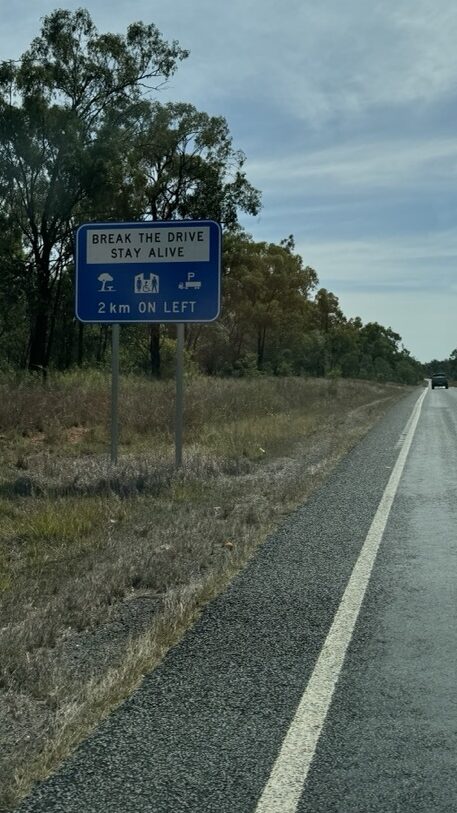 BREAK THE DRIVE
STAY ALIVE
P
2 km ON LEFT